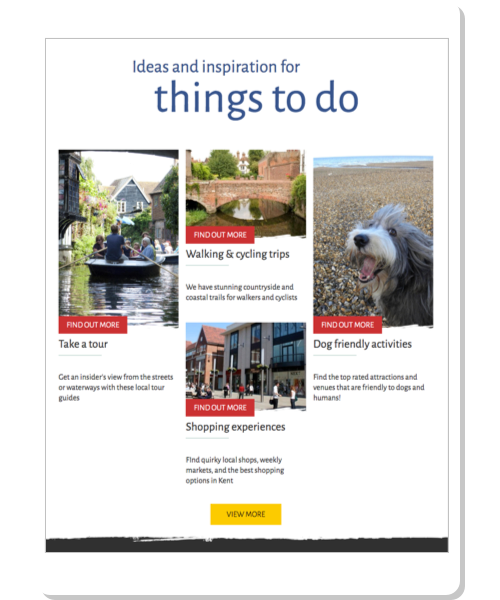 Ideas and inspiration for
things to do
FIND OUT MORE
Take a tour
Get an insider's view from the streets
or waterways with these local tour
guides
FIND OUT MORE
Walking & cycling trips
We have stunning countryside and
coastal trails for walkers and cyclists
FIND OUT MORE
Shopping experiences
FInd quirky local shops, weekly
markets, and the best shopping
options in Kent
FIND OUT MORE
Dog friendly activities
Find the top rated attractions and
venues that are friendly to dogs and
humans!
VIEW MORE